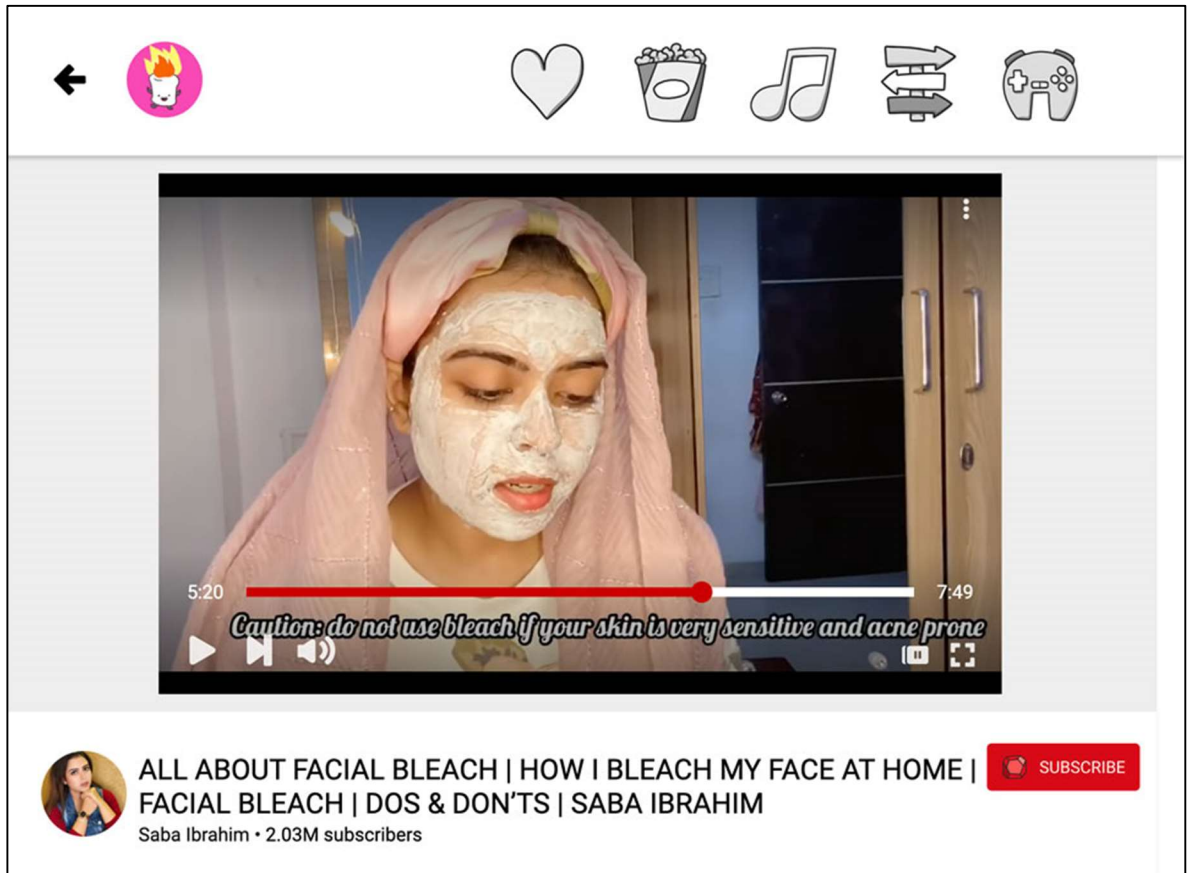 5:20
7:49
Caution: do not use bleach if your skin is very sensitive and acne prone
ALL ABOUT FACIAL BLEACH | HOW I BLEACH MY FACE AT HOME |
FACIAL BLEACH | DOS & DON’TS | SABA IBRAHIM
SUBSCRIBE
Saba Ibrahim • 2.03M subscribers